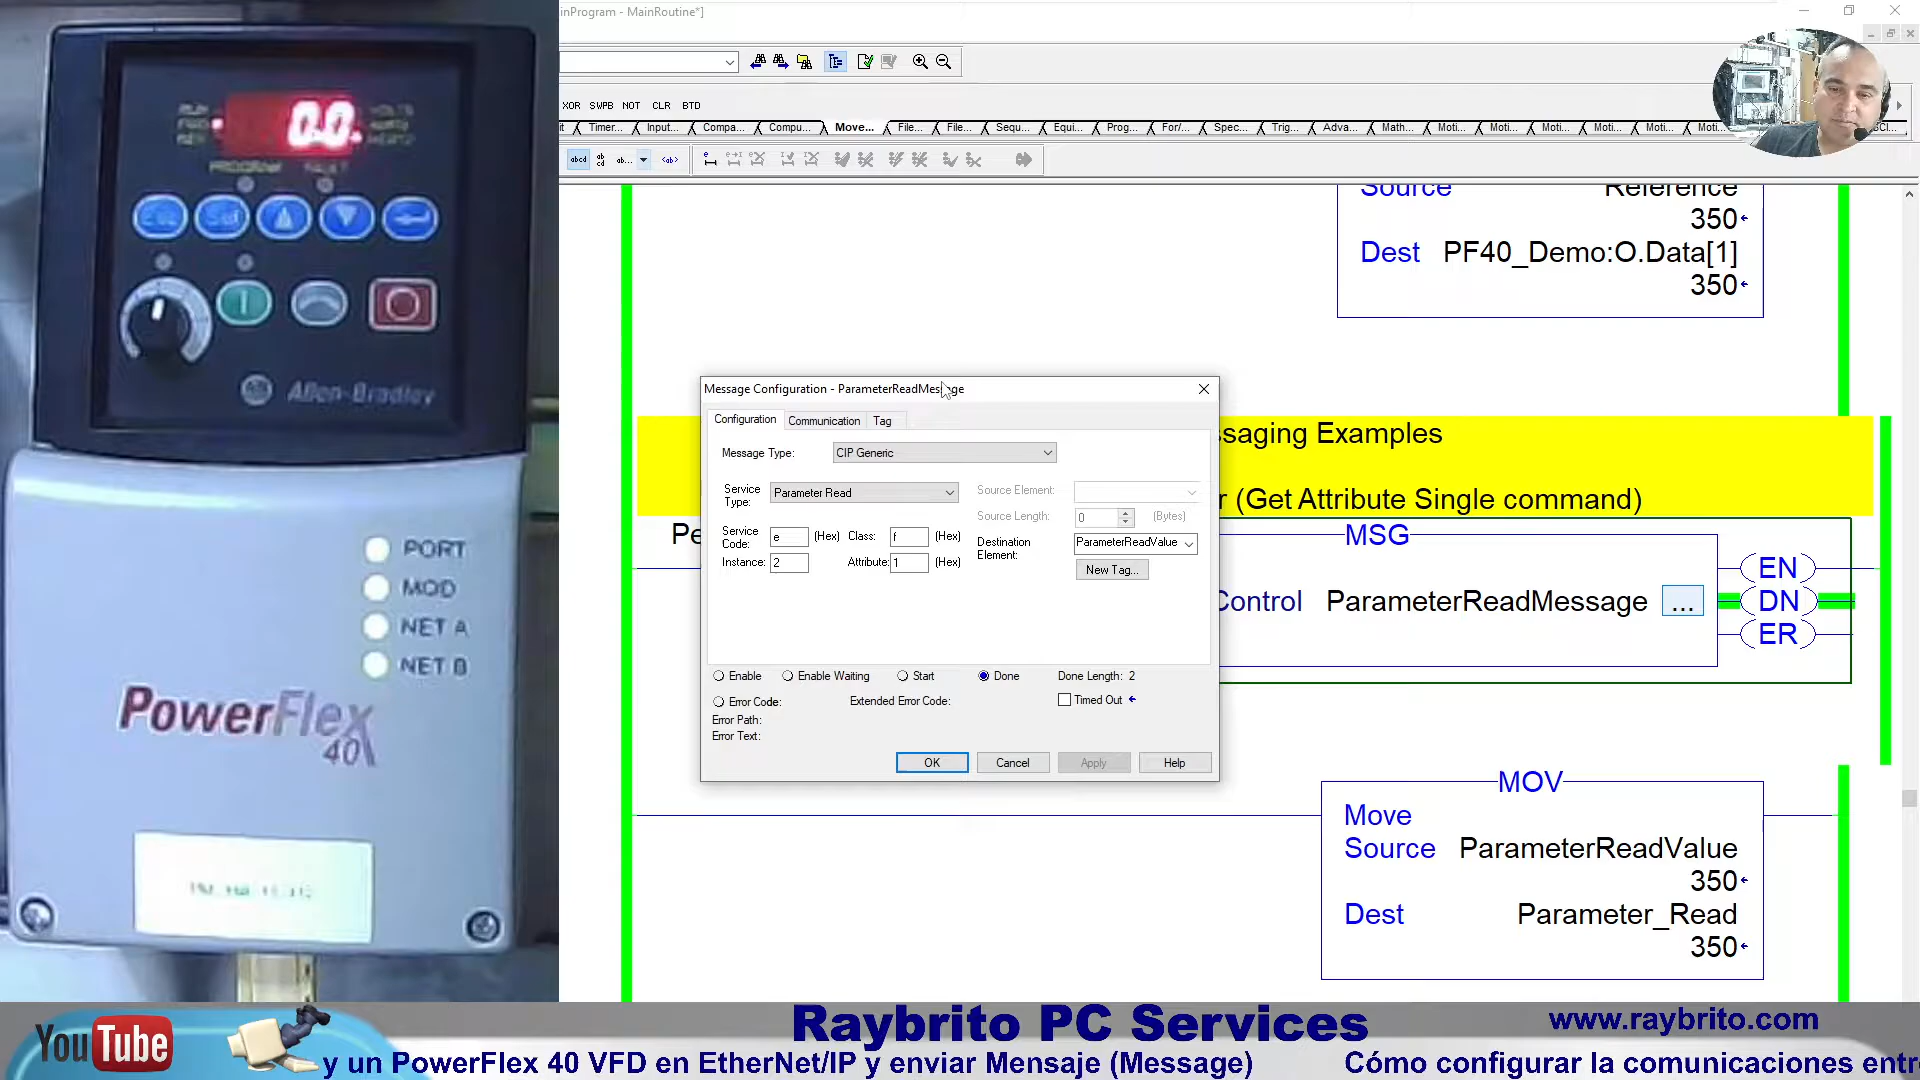 inProgram - MainRoutine*]
XOR SWPB NOT CLR BTD
Timer... Input... Compa... Compu... Move... File... File... Sequ... Equi... Prog... For/... Spec... Trig... Adva... Math... Moti... Moti... Moti... Moti... Moti... Moti...
0.0.
PROGRAM FAULT
Esc Sel
Allen-Bradley
PORT
MOD
NET A
NET B
PowerFlex
40
Source Reference
350
Dest PF40_Demo:O.Data[1]
350
ssaging Examples
r (Get Attribute Single command)
Pe
MSG
Control ParameterReadMessage ...
EN
DN
ER
Message Configuration - ParameterReadMessage
Configuration Communication Tag
Message Type: CIP Generic
Service Type: Parameter Read
Source Element:
Source Length: 0 (Bytes)
Service Code: e (Hex) Class: f (Hex)
Destination Element: ParameterReadValue
Instance: 2 Attribute: 1 (Hex)
New Tag...
Enable Enable Waiting Start Done Done Length: 2
Error Code: Extended Error Code: Timed Out
Error Path:
Error Text:
OK Cancel Apply Help
MOV
Move
Source ParameterReadValue
350
Dest Parameter_Read
350
YouTube
Raybrito PC Services
www.raybrito.com
y un PowerFlex 40 VFD en EtherNet/IP y enviar Mensaje (Message) Cómo configurar la comunicaciones entr